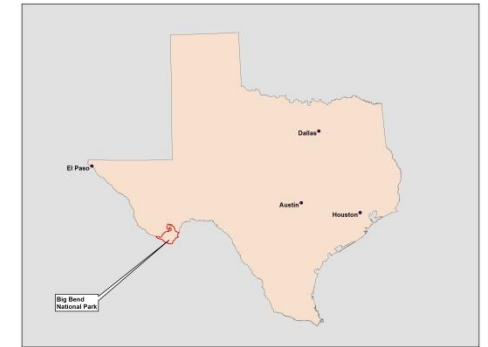 Dallas
El Paso
Austin
Houston
Big Bend
National Park